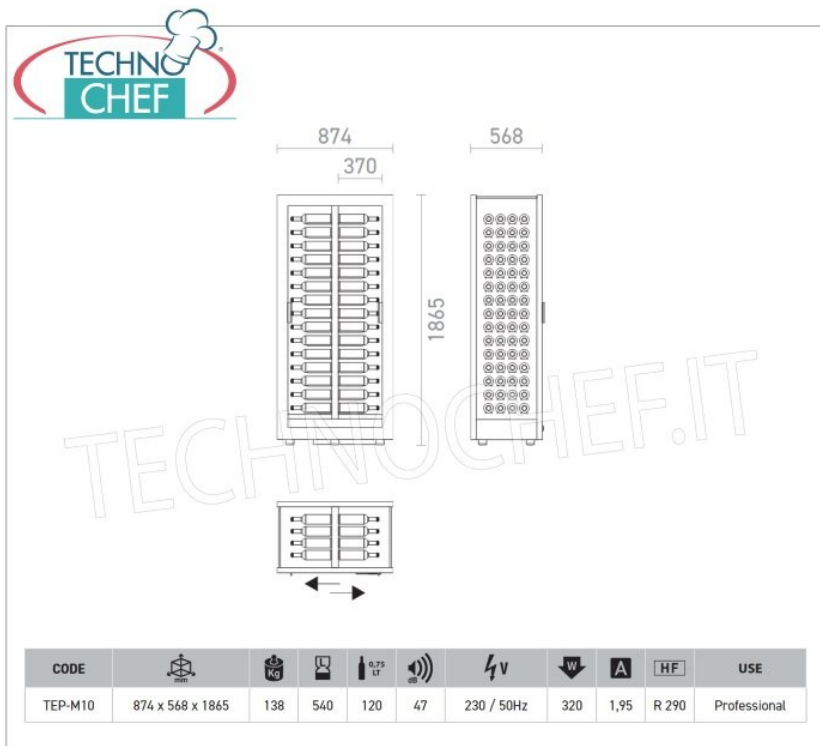 TECHNO
CHEF
®
874
568
370
1865
TECHNOCHEF.IT
CODE mm Kg L 0,75 LT dB V W A HF USE
TEP-M10 874 x 568 x 1865 138 540 120 47 230 / 50Hz 320 1,95 R 290 Professional